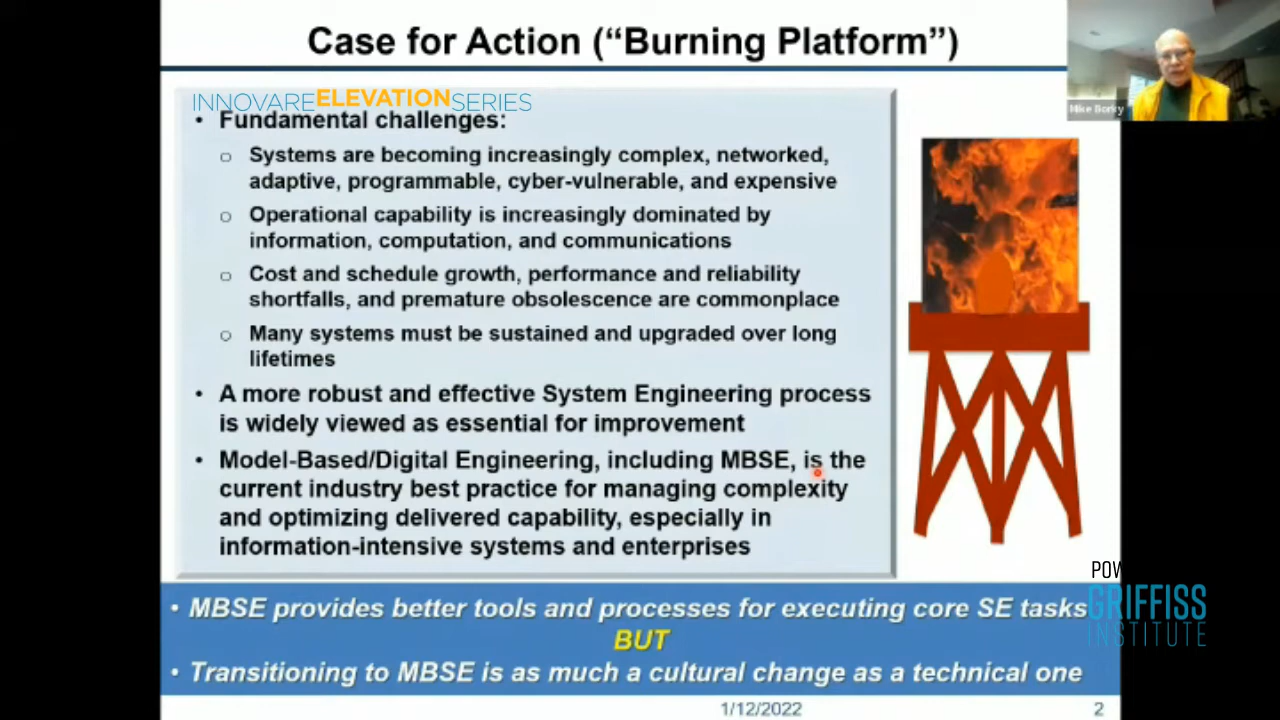 Case for Action (“Burning Platform”)
Mike Borky
INNOVARE ELEVATION SERIES
• Fundamental challenges:
o Systems are becoming increasingly complex, networked,
adaptive, programmable, cyber-vulnerable, and expensive
o Operational capability is increasingly dominated by
information, computation, and communications
o Cost and schedule growth, performance and reliability
shortfalls, and premature obsolescence are commonplace
o Many systems must be sustained and upgraded over long
lifetimes
• A more robust and effective System Engineering process
is widely viewed as essential for improvement
• Model-Based/Digital Engineering, including MBSE, is the
current industry best practice for managing complexity
and optimizing delivered capability, especially in
information-intensive systems and enterprises
POW
GRIFFISS
INSTITUTE
• MBSE provides better tools and processes for executing core SE tasks
BUT
• Transitioning to MBSE is as much a cultural change as a technical one
1/12/2022
2